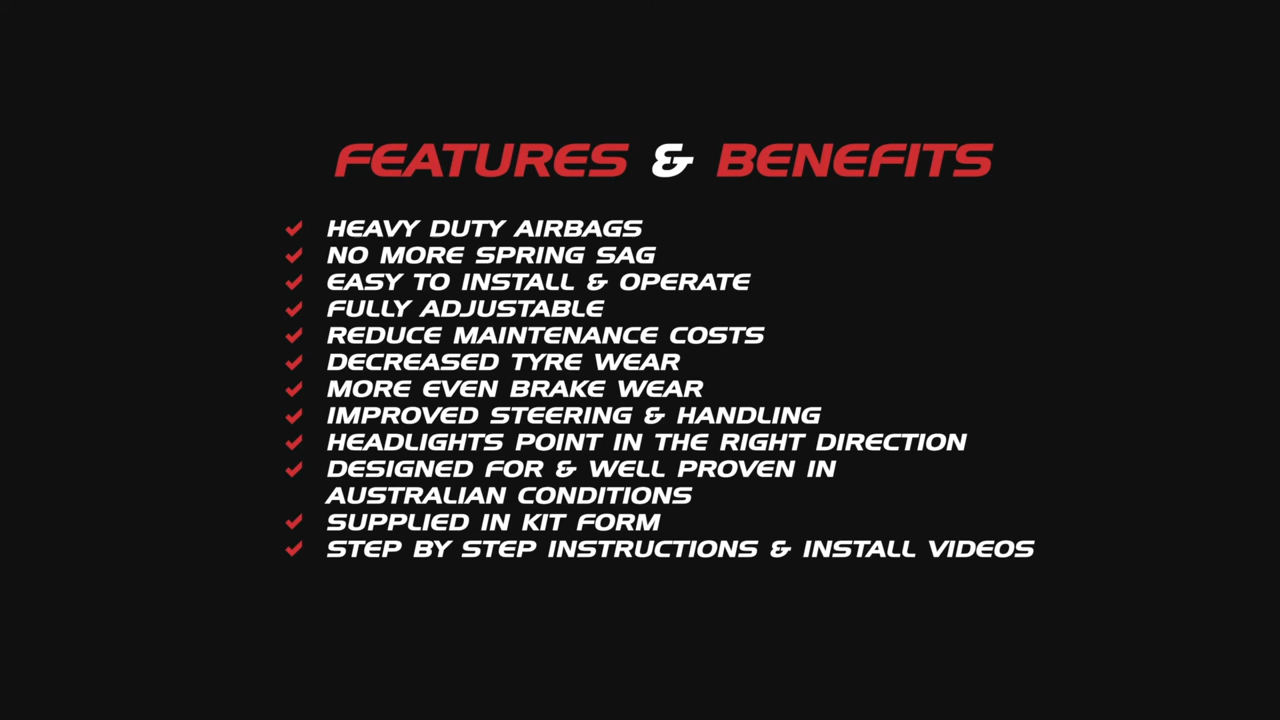 FEATURES & BENEFITS
HEAVY DUTY AIRBAGS
NO MORE SPRING SAG
EASY TO INSTALL & OPERATE
FULLY ADJUSTABLE
REDUCE MAINTENANCE COSTS
DECREASED TYRE WEAR
MORE EVEN BRAKE WEAR
IMPROVED STEERING & HANDLING
HEADLIGHTS POINT IN THE RIGHT DIRECTION
DESIGNED FOR & WELL PROVEN IN
AUSTRALIAN CONDITIONS
SUPPLIED IN KIT FORM
STEP BY STEP INSTRUCTIONS & INSTALL VIDEOS